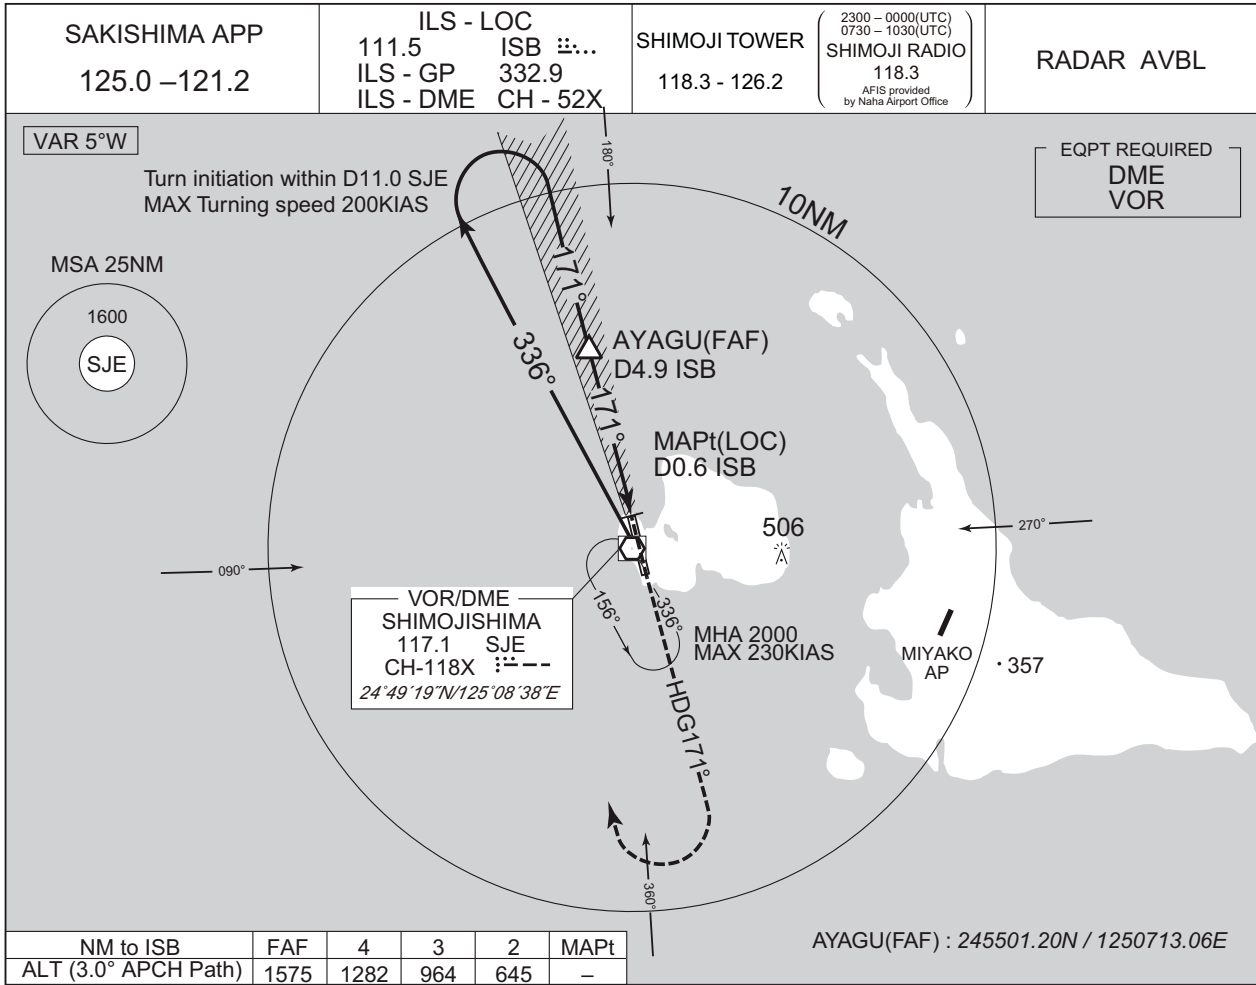 SAKISHIMA APP
125.0 –121.2
ILS - LOC
111.5 ISB
ILS - GP 332.9
ILS - DME CH - 52X
SHIMOJI TOWER
118.3 - 126.2
2300 – 0000(UTC)
0730 – 1030(UTC)
SHIMOJI RADIO
118.3
AFIS provided
by Naha Airport Office
RADAR AVBL
VAR 5°W
Turn initiation within D11.0 SJE
MAX Turning speed 200KIAS
EQPT REQUIRED
DME
VOR
MSA 25NM
1600
SJE
180°
10NM
171°
336°
AYAGU(FAF)
D4.9 ISB
171°
MAPt(LOC)
D0.6 ISB
506
270°
090°
VOR/DME
SHIMOJISHIMA
117.1 SJE
CH-118X
24°49´19˝N/125°08´38˝E
156°
336°
MHA 2000
MAX 230KIAS
MIYAKO
AP
357
HDG171°
360°
NM to ISB FAF 4 3 2 MAPt
ALT (3.0° APCH Path) 1575 1282 964 645 –
AYAGU(FAF) : 245501.20N / 1250713.06E